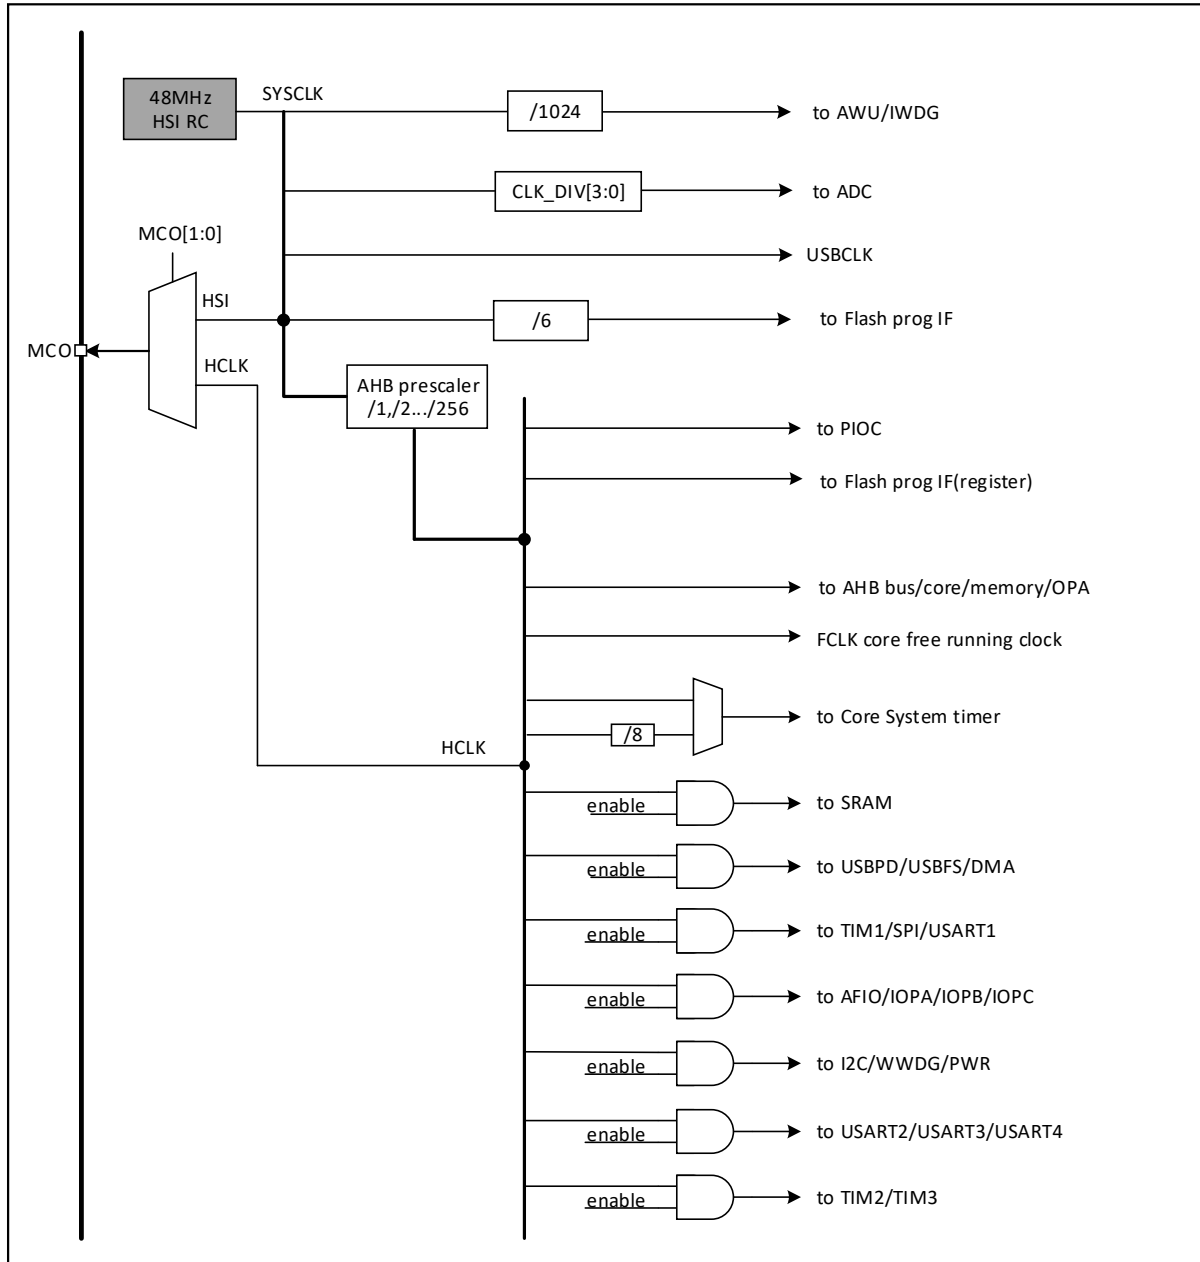 48MHz
HSI RC
SYSCLK
/1024
to AWU/IWDG
CLK_DIV[3:0]
to ADC
MCO[1:0]
USBCLK
HSI
/6
to Flash prog IF
MCO
HCLK
AHB prescaler
/1,/2.../256
to PIOC
to Flash prog IF(register)
to AHB bus/core/memory/OPA
FCLK core free running clock
to Core System timer
/8
HCLK
enable
to SRAM
enable
to USBPD/USBFS/DMA
enable
to TIM1/SPI/USART1
enable
to AFIO/IOPA/IOPB/IOPC
enable
to I2C/WWDG/PWR
enable
to USART2/USART3/USART4
enable
to TIM2/TIM3